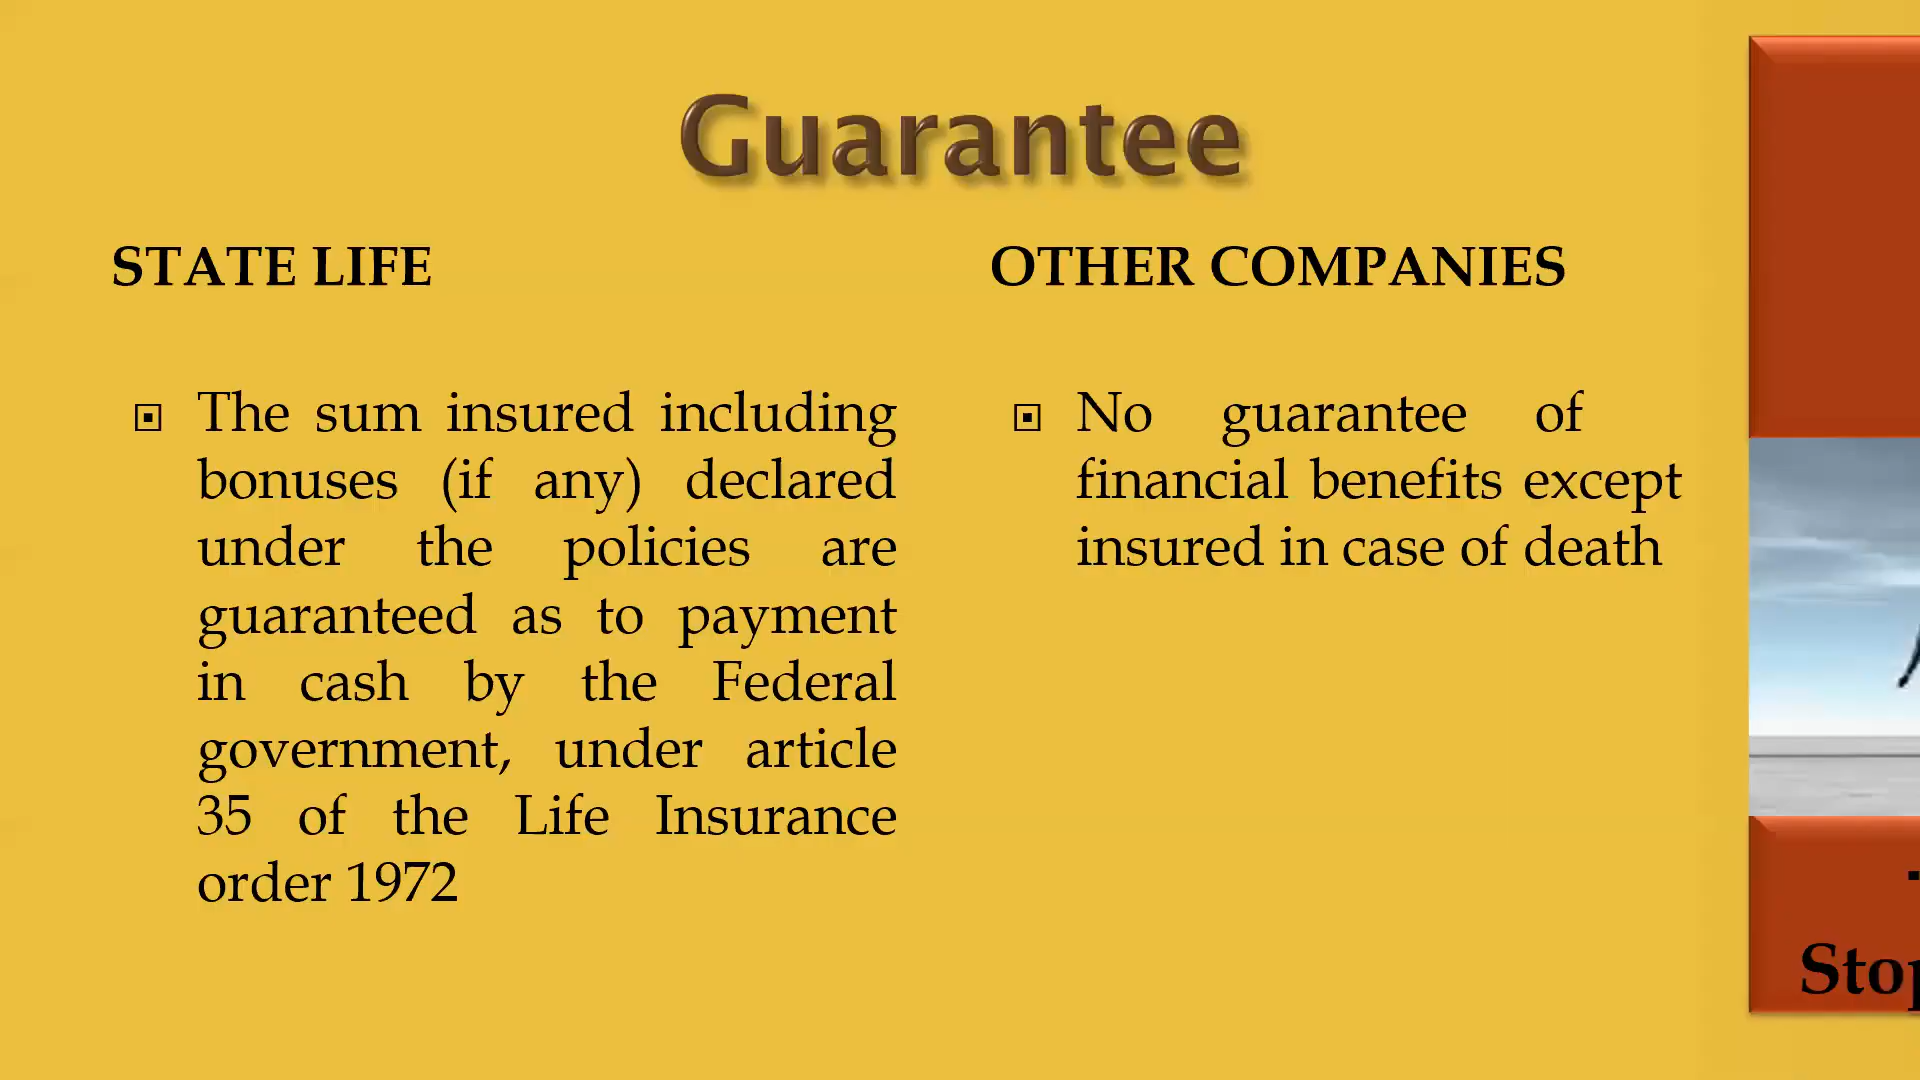 Guarantee
STATE LIFE
The sum insured including
bonuses (if any) declared
under the policies are
guaranteed as to payment
in cash by the Federal
government, under article
35 of the Life Insurance
order 1972
OTHER COMPANIES
No guarantee of
financial benefits except
insured in case of death